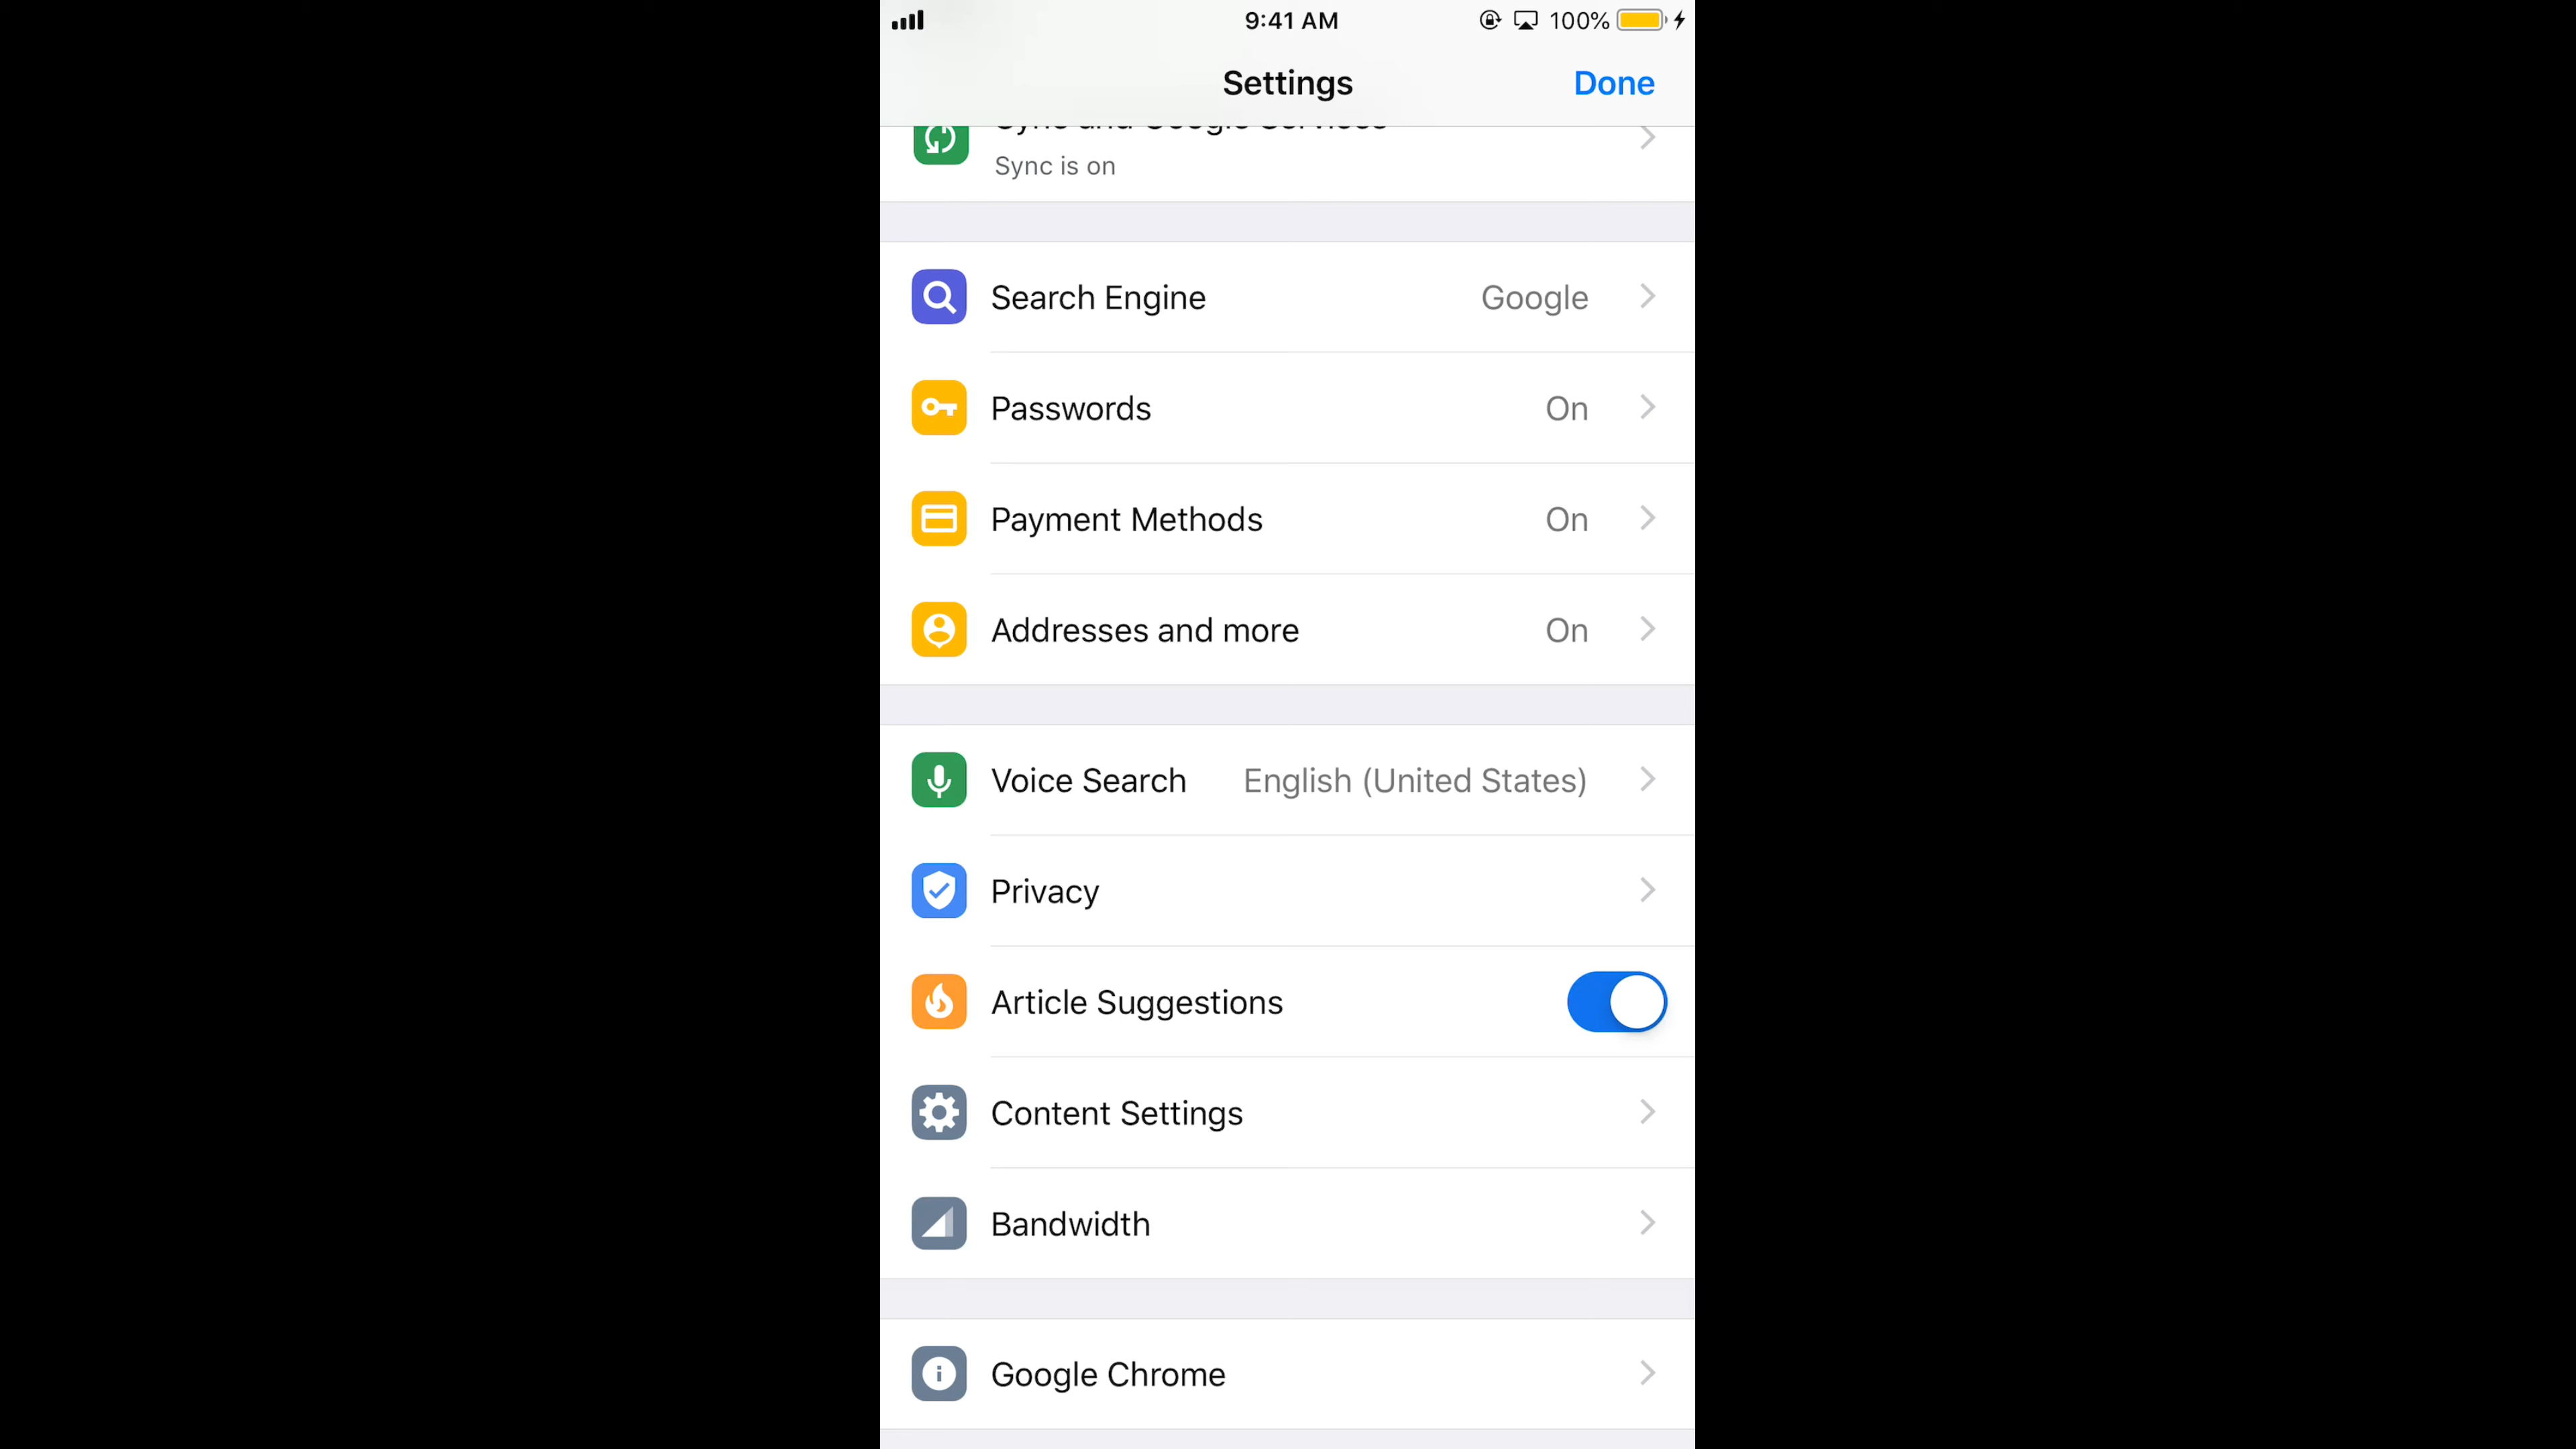 9:41 AM 100%
Settings Done
Sync and Google Services
Sync is on
Search Engine Google
Passwords On
Payment Methods On
Addresses and more On
Voice Search English (United States)
Privacy
Article Suggestions
Content Settings
Bandwidth
Google Chrome